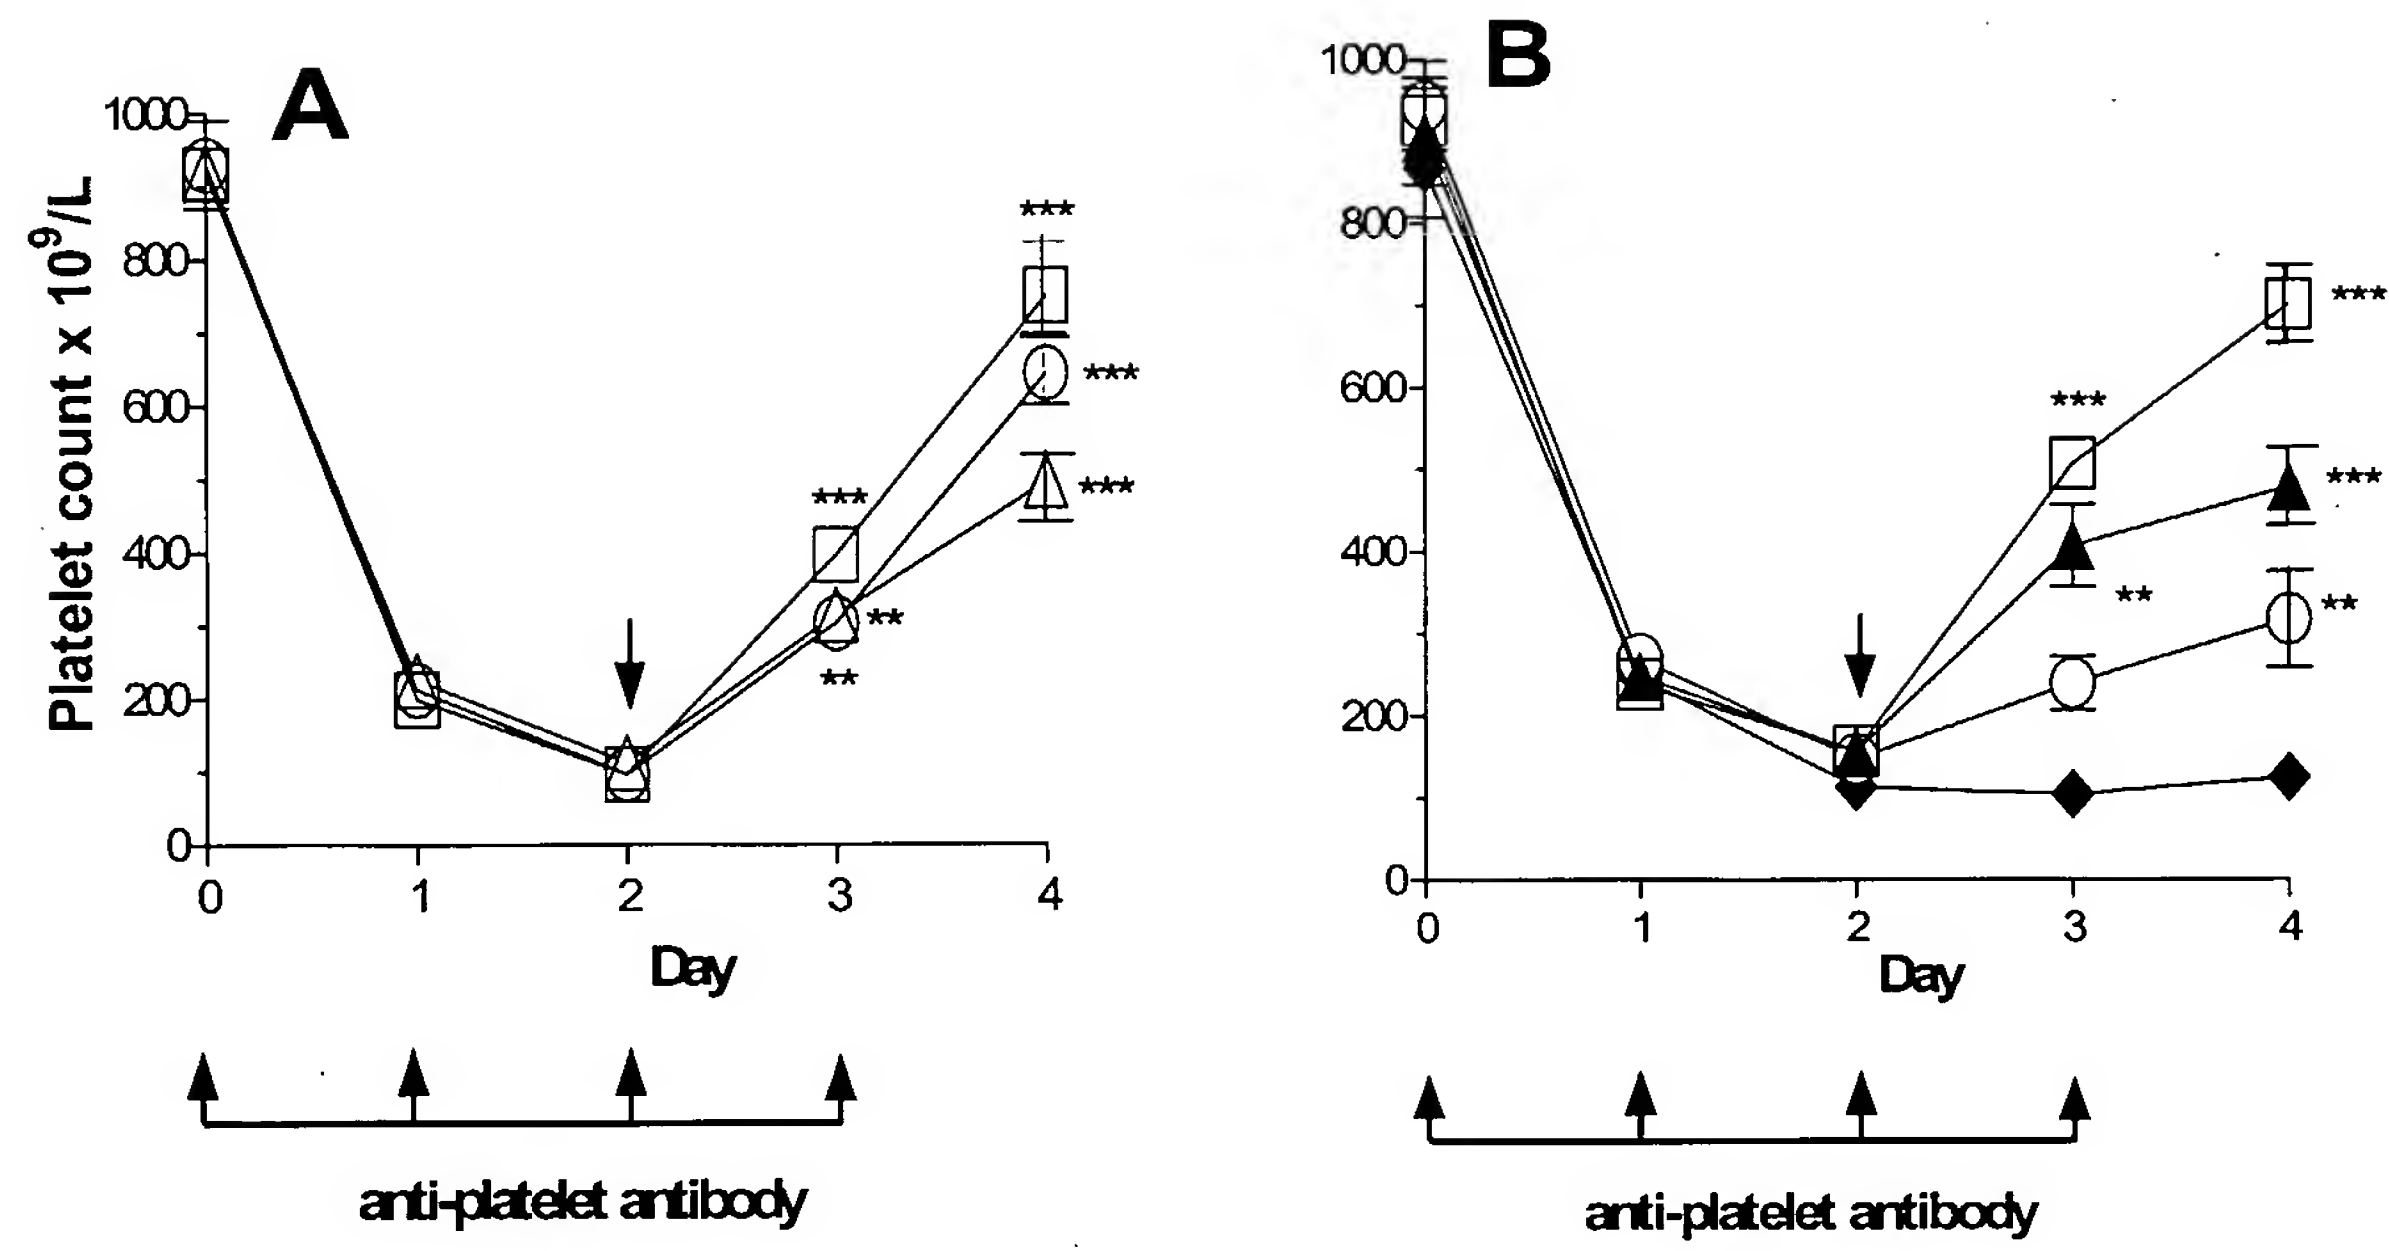 A
Platelet count x 10⁹/L
1000
800
600
400
200
0
***
***
***
***
**
**
0 1 2 3 4
Day
anti-platelet antibody
B
1000
800
600
400
200
0
***
***
***
**
**
0 1 2 3 4
Day
anti-platelet antibody